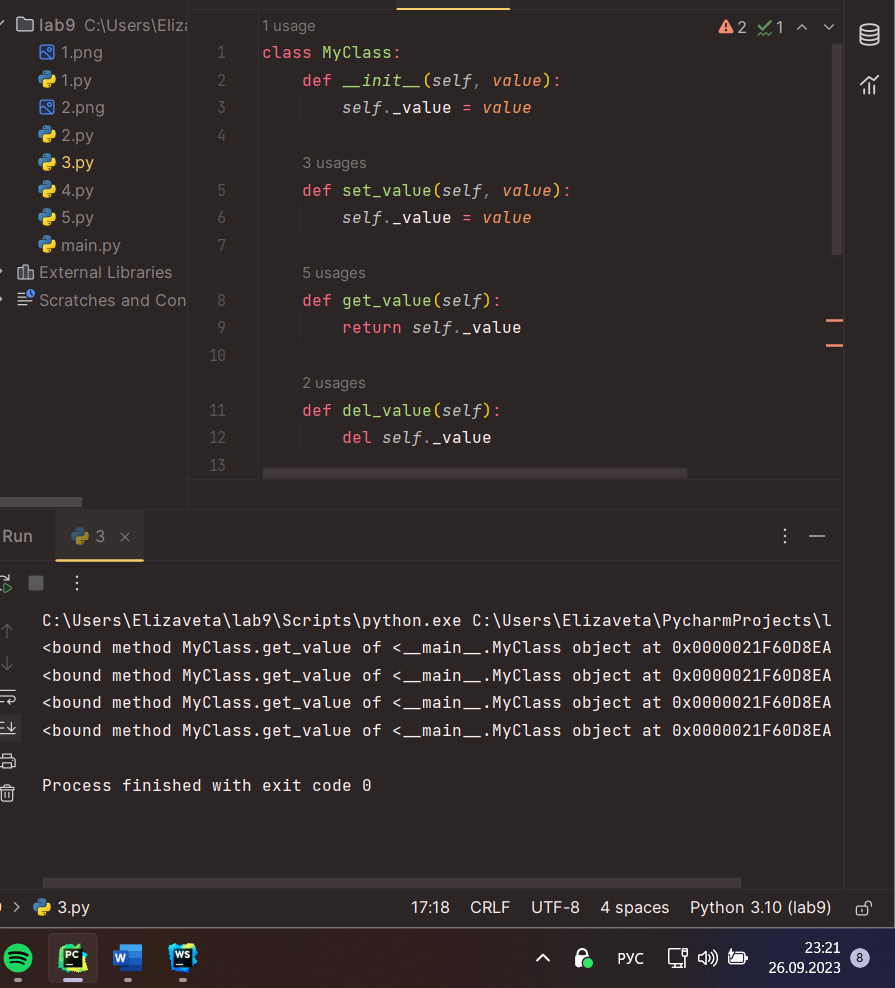 lab9 C:\Users\Eliza
1.png
1.py
2.png
2.py
3.py
4.py
5.py
main.py
External Libraries
Scratches and Con
1 usage
2 1
1 class MyClass:
2 def __init__(self, value):
3 self._value = value
4
3 usages
5 def set_value(self, value):
6 self._value = value
7
5 usages
8 def get_value(self):
9 return self._value
10
2 usages
11 def del_value(self):
12 del self._value
13
Run 3
C:\Users\Elizaveta\lab9\Scripts\python.exe C:\Users\Elizaveta\PycharmProjects\l
<bound method MyClass.get_value of <__main__.MyClass object at 0x0000021F60D8EA
<bound method MyClass.get_value of <__main__.MyClass object at 0x0000021F60D8EA
<bound method MyClass.get_value of <__main__.MyClass object at 0x0000021F60D8EA
<bound method MyClass.get_value of <__main__.MyClass object at 0x0000021F60D8EA
Process finished with exit code 0
3.py 17:18 CRLF UTF-8 4 spaces Python 3.10 (lab9)
PC W WS РУС 23:21 8
26.09.2023